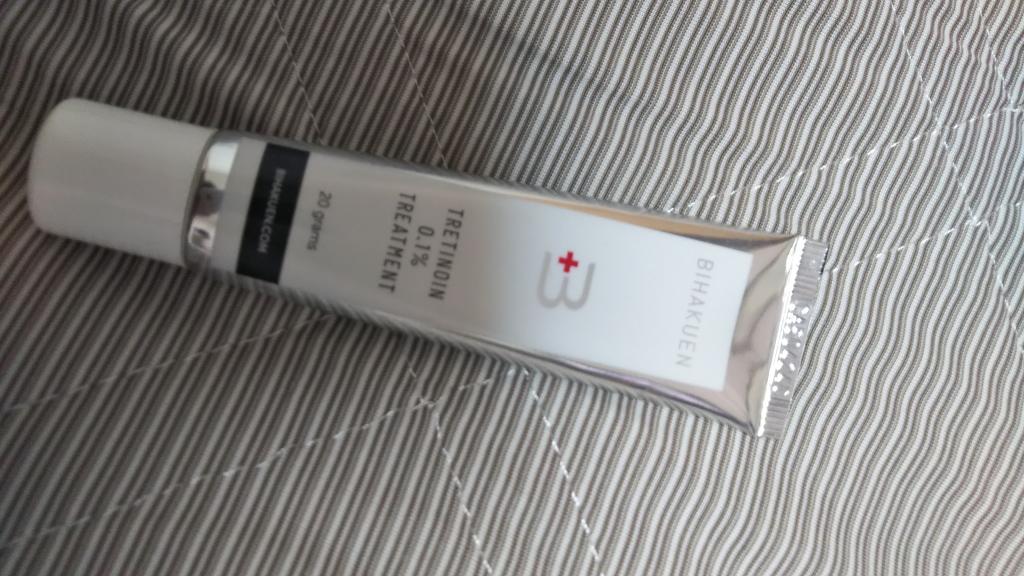 BIHAKUEN
B
TRETINOIN
0.1%
TREATMENT
20 grams
BIHAKUEN.COM